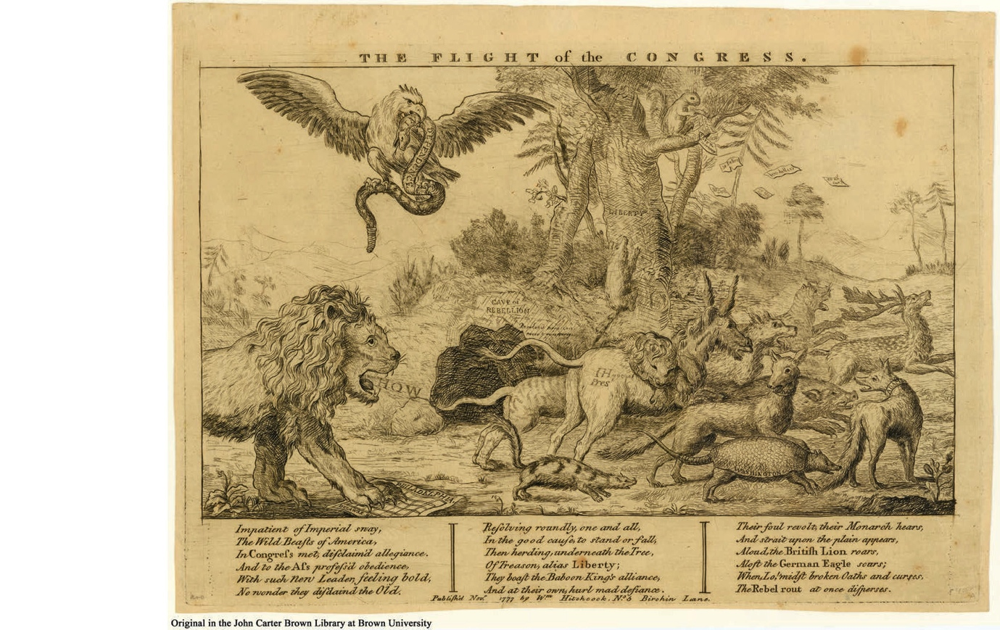 THE FLIGHT of the CONGRESS.
LIBERTY
CAVE of
REBELLION
HOW
PHILADELPHIA
WASHINGTON
Impatient of Imperial sway,
The Wild Beaſts of America,
In Congreſs met, diſclaim'd allegiance.
And to the Aſs profeſs'd obedience,
With such new Leader, feeling bold,
No wonder they diſdaind the Old.
Reſolving roundly, one and all,
In the good cauſe, to stand or fall,
Then herding, underneath the Tree,
Of Treason, alias Liberty;
They boaſt the Baboon King's alliance,
And at their own, hurl mad defiance.
Their foul revolt, their Monarch hears,
And strait upon the plain appears,
Aloud, the Britiſh Lion roars,
Aloft the German Eagle soars;
When, Lo! midſt broken Oaths and curses,
The Rebel rout at once diſperses.
Publiſh'd Novr. 1777 by Wm. Hitchcock, No. 5 Birchin Lane.
Original in the John Carter Brown Library at Brown University